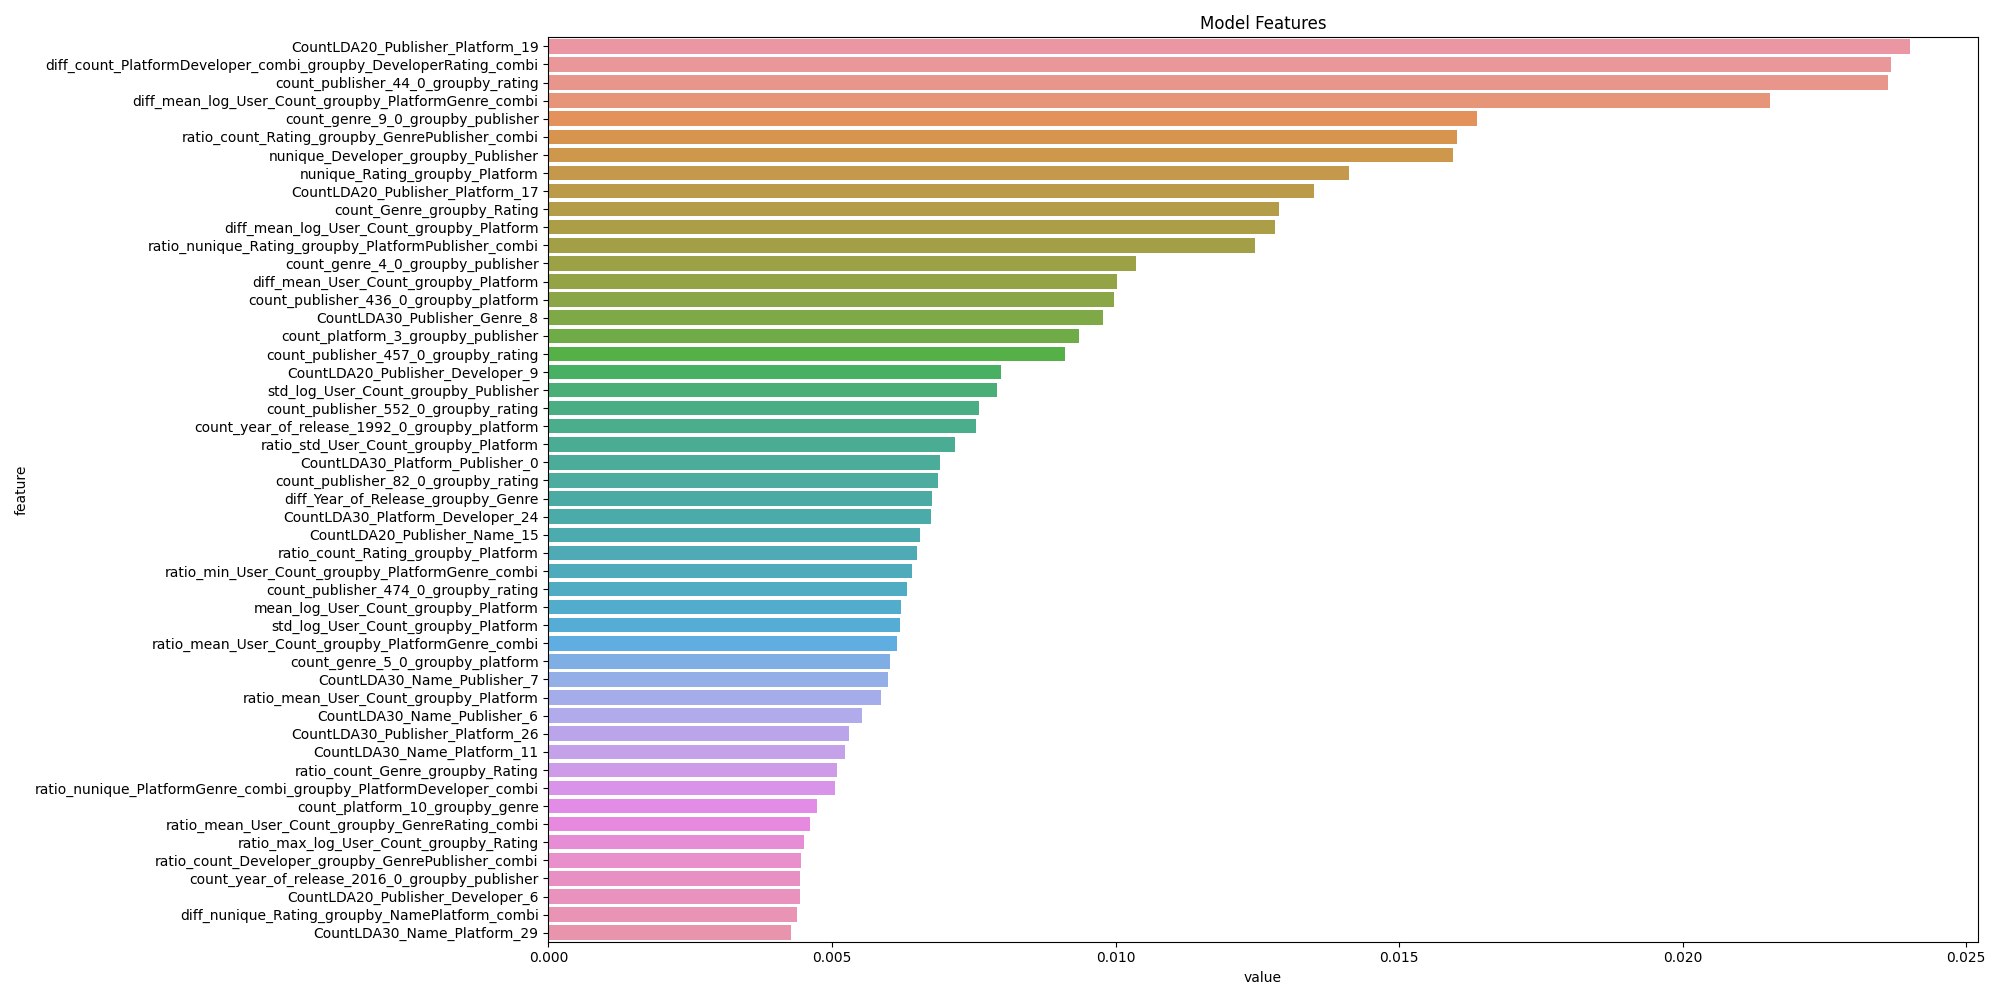 Model Features
CountLDA20_Publisher_Platform_19
diff_count_PlatformDeveloper_combi_groupby_DeveloperRating_combi
count_publisher_44_0_groupby_rating
diff_mean_log_User_Count_groupby_PlatformGenre_combi
count_genre_9_0_groupby_publisher
ratio_count_Rating_groupby_GenrePublisher_combi
nunique_Developer_groupby_Publisher
nunique_Rating_groupby_Platform
CountLDA20_Publisher_Platform_17
count_Genre_groupby_Rating
diff_mean_log_User_Count_groupby_Platform
ratio_nunique_Rating_groupby_PlatformPublisher_combi
count_genre_4_0_groupby_publisher
diff_mean_User_Count_groupby_Platform
count_publisher_436_0_groupby_platform
CountLDA30_Publisher_Genre_8
count_platform_3_groupby_publisher
count_publisher_457_0_groupby_rating
CountLDA20_Publisher_Developer_9
std_log_User_Count_groupby_Publisher
count_publisher_552_0_groupby_rating
count_year_of_release_1992_0_groupby_platform
ratio_std_User_Count_groupby_Platform
CountLDA30_Platform_Publisher_0
count_publisher_82_0_groupby_rating
diff_Year_of_Release_groupby_Genre
CountLDA30_Platform_Developer_24
CountLDA20_Publisher_Name_15
ratio_count_Rating_groupby_Platform
ratio_min_User_Count_groupby_PlatformGenre_combi
count_publisher_474_0_groupby_rating
mean_log_User_Count_groupby_Platform
std_log_User_Count_groupby_Platform
ratio_mean_User_Count_groupby_PlatformGenre_combi
count_genre_5_0_groupby_platform
CountLDA30_Name_Publisher_7
ratio_mean_User_Count_groupby_Platform
CountLDA30_Name_Publisher_6
CountLDA30_Publisher_Platform_26
CountLDA30_Name_Platform_11
ratio_count_Genre_groupby_Rating
ratio_nunique_PlatformGenre_combi_groupby_PlatformDeveloper_combi
count_platform_10_groupby_genre
ratio_mean_User_Count_groupby_GenreRating_combi
ratio_max_log_User_Count_groupby_Rating
ratio_count_Developer_groupby_GenrePublisher_combi
count_year_of_release_2016_0_groupby_publisher
CountLDA20_Publisher_Developer_6
diff_nunique_Rating_groupby_NamePlatform_combi
CountLDA30_Name_Platform_29
feature
0.000 0.005 0.010 0.015 0.020 0.025
value